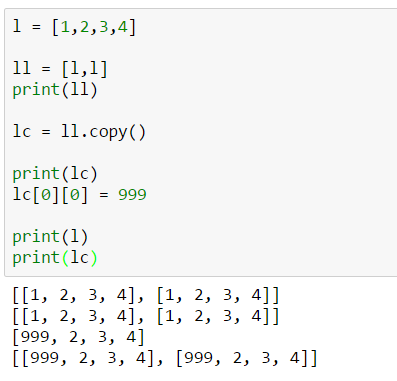 l = [1,2,3,4]
ll = [l,l]
print(ll)
lc = ll.copy()
print(lc)
lc[0][0] = 999
print(l)
print(lc)
[[1, 2, 3, 4], [1, 2, 3, 4]]
[[1, 2, 3, 4], [1, 2, 3, 4]]
[999, 2, 3, 4]
[[999, 2, 3, 4], [999, 2, 3, 4]]